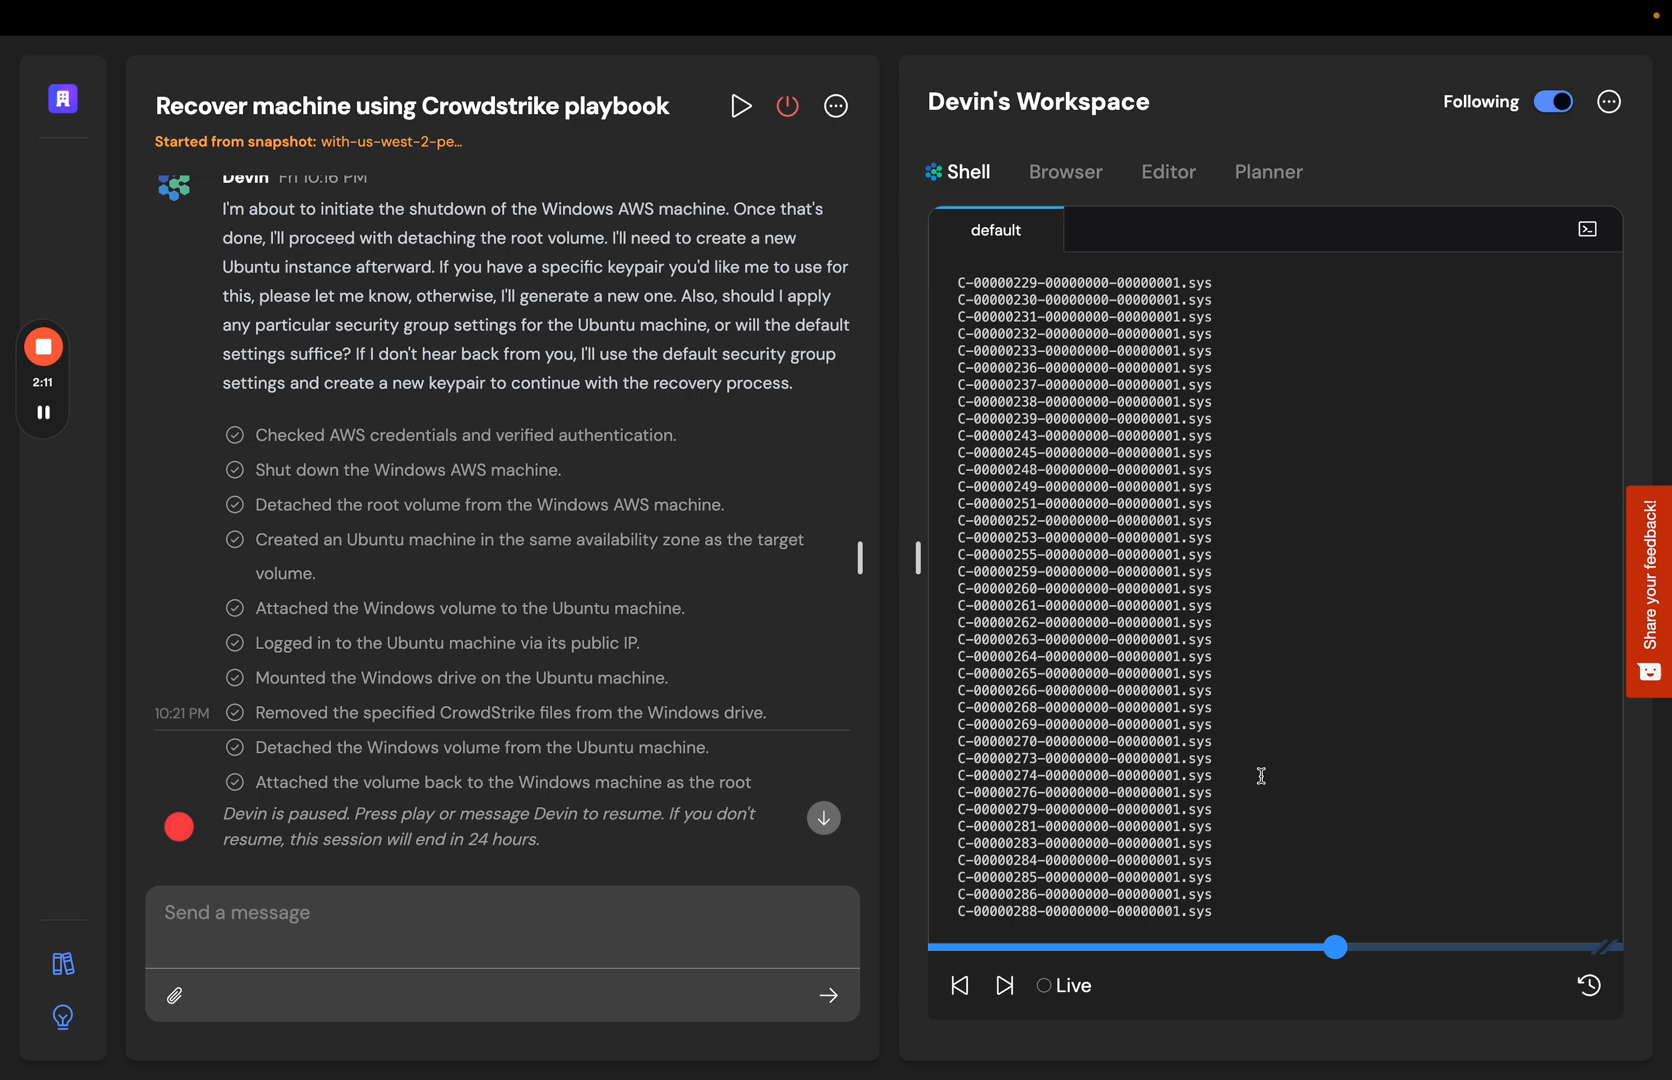 Recover machine using Crowdstrike playbook
Started from snapshot: with-us-west-2-pe...
Devin Fri 10:16 PM
I'm about to initiate the shutdown of the Windows AWS machine. Once that's
done, I'll proceed with detaching the root volume. I'll need to create a new
Ubuntu instance afterward. If you have a specific keypair you'd like me to use for
this, please let me know, otherwise, I'll generate a new one. Also, should I apply
any particular security group settings for the Ubuntu machine, or will the default
settings suffice? If I don't hear back from you, I'll use the default security group
settings and create a new keypair to continue with the recovery process.
Checked AWS credentials and verified authentication.
Shut down the Windows AWS machine.
Detached the root volume from the Windows AWS machine.
Created an Ubuntu machine in the same availability zone as the target
volume.
Attached the Windows volume to the Ubuntu machine.
Logged in to the Ubuntu machine via its public IP.
Mounted the Windows drive on the Ubuntu machine.
10:21 PM Removed the specified CrowdStrike files from the Windows drive.
Detached the Windows volume from the Ubuntu machine.
Attached the volume back to the Windows machine as the root
Devin is paused. Press play or message Devin to resume. If you don't
resume, this session will end in 24 hours.
Send a message
2:11
Devin's Workspace
Following
Shell Browser Editor Planner
default
C-00000229-00000000-00000001.sys
C-00000230-00000000-00000001.sys
C-00000231-00000000-00000001.sys
C-00000232-00000000-00000001.sys
C-00000233-00000000-00000001.sys
C-00000236-00000000-00000001.sys
C-00000237-00000000-00000001.sys
C-00000238-00000000-00000001.sys
C-00000239-00000000-00000001.sys
C-00000243-00000000-00000001.sys
C-00000245-00000000-00000001.sys
C-00000248-00000000-00000001.sys
C-00000249-00000000-00000001.sys
C-00000251-00000000-00000001.sys
C-00000252-00000000-00000001.sys
C-00000253-00000000-00000001.sys
C-00000255-00000000-00000001.sys
C-00000259-00000000-00000001.sys
C-00000260-00000000-00000001.sys
C-00000261-00000000-00000001.sys
C-00000262-00000000-00000001.sys
C-00000263-00000000-00000001.sys
C-00000264-00000000-00000001.sys
C-00000265-00000000-00000001.sys
C-00000266-00000000-00000001.sys
C-00000268-00000000-00000001.sys
C-00000269-00000000-00000001.sys
C-00000270-00000000-00000001.sys
C-00000273-00000000-00000001.sys
C-00000274-00000000-00000001.sys
C-00000276-00000000-00000001.sys
C-00000279-00000000-00000001.sys
C-00000281-00000000-00000001.sys
C-00000283-00000000-00000001.sys
C-00000284-00000000-00000001.sys
C-00000285-00000000-00000001.sys
C-00000286-00000000-00000001.sys
C-00000288-00000000-00000001.sys
Live
Share your feedback!